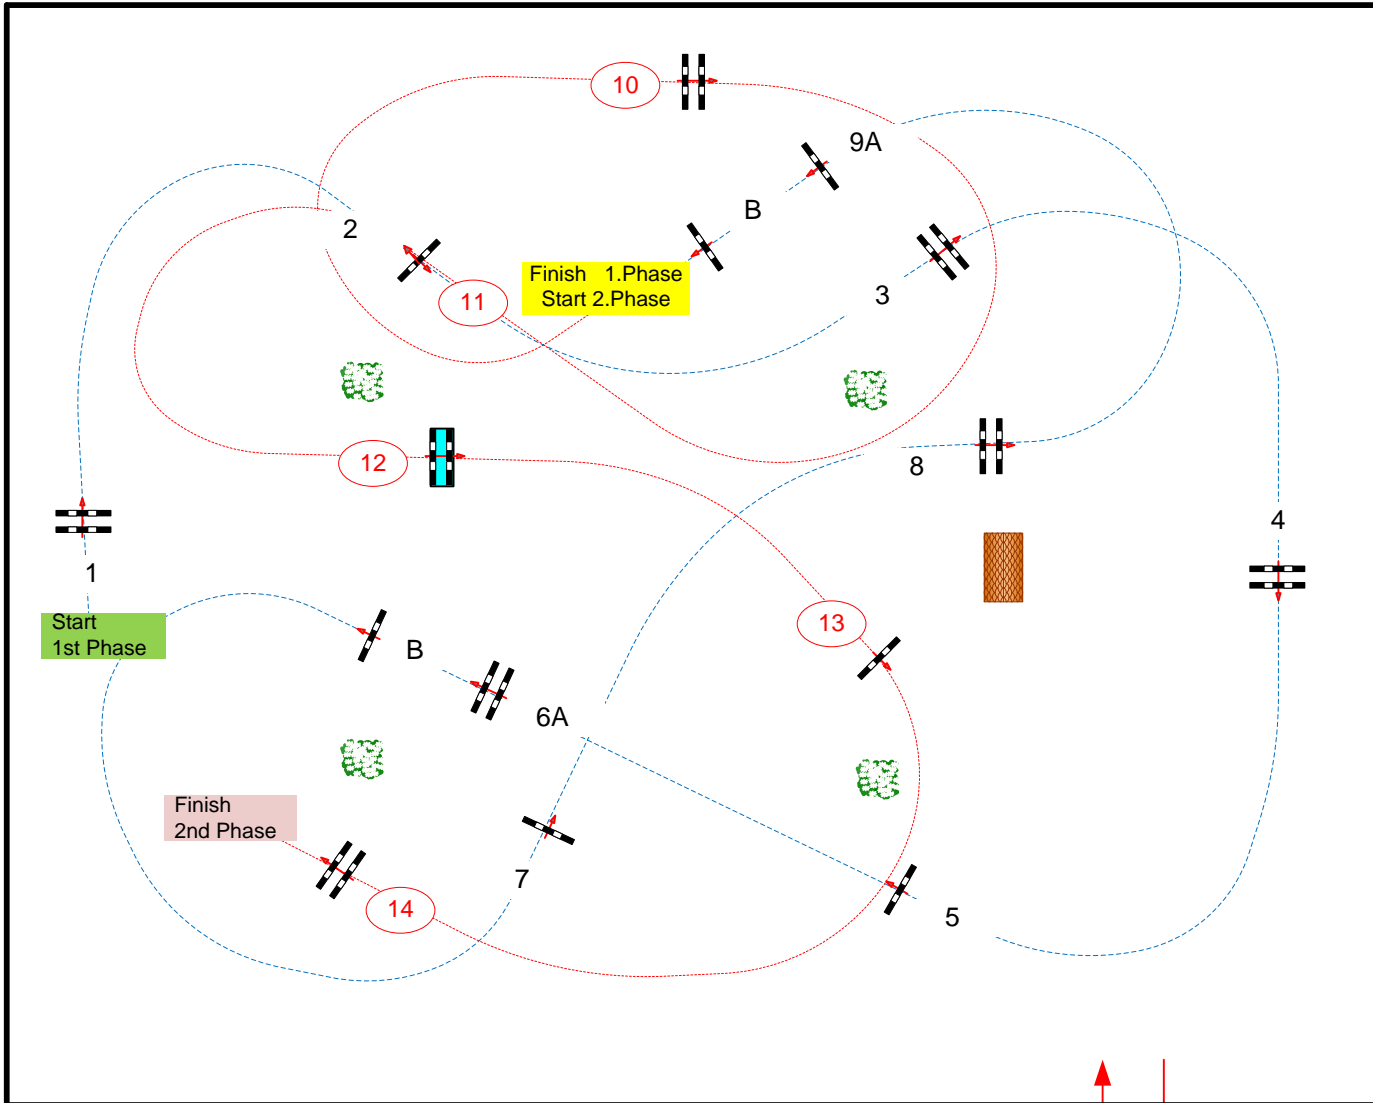 10
9A
B
2
Finish 1.Phase
Start 2.Phase
11
3
12
8
4
1
Start
1st Phase
13
B
6A
Finish
2nd Phase
7
14
5